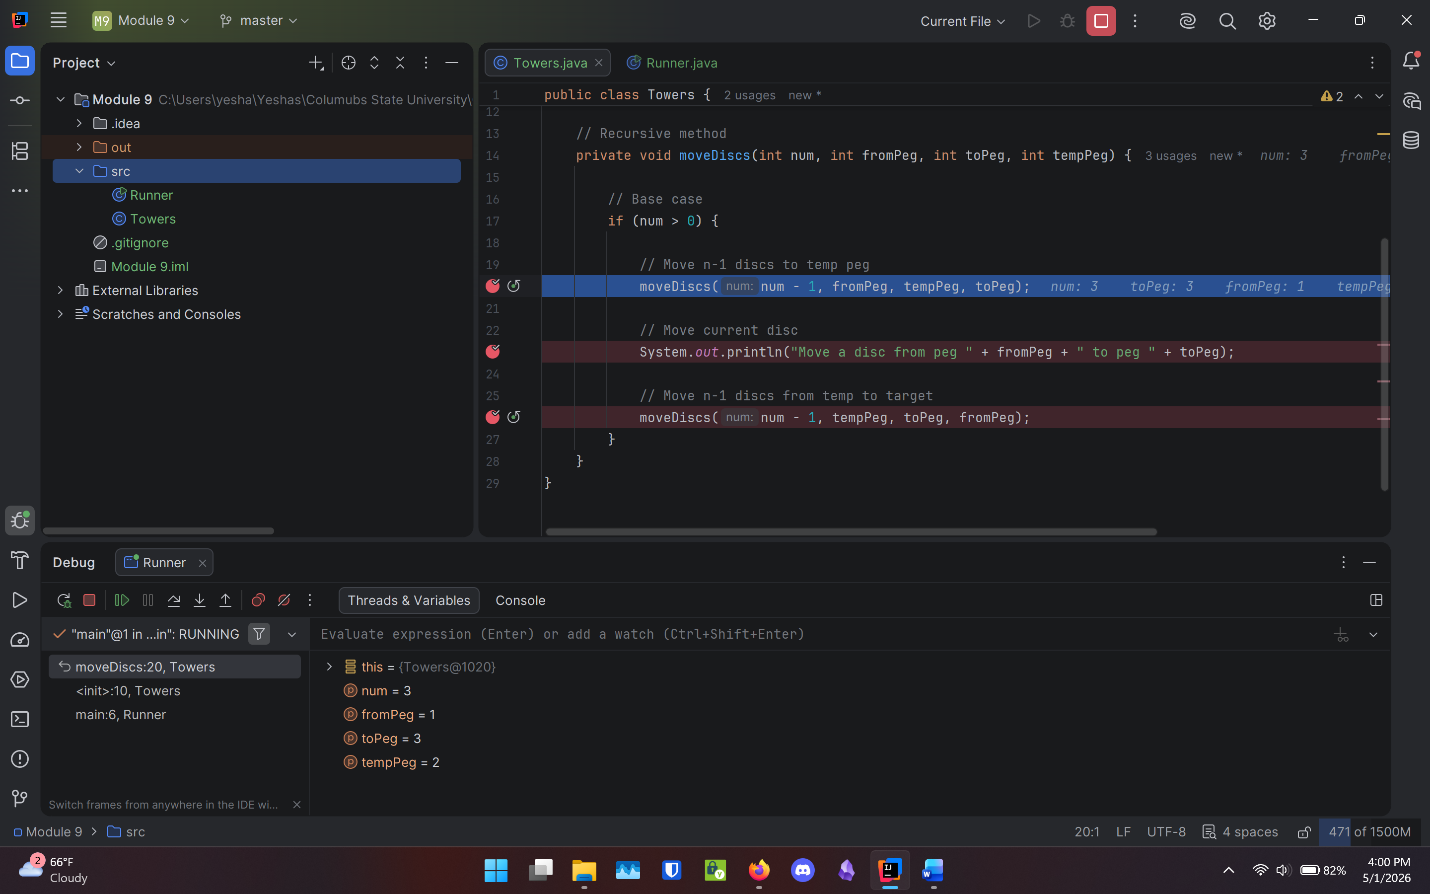 M9 Module 9
master
Current File
Project
Towers.java
Runner.java
Module 9 C:\Users\yesha\Yeshas\Columubs State University\
.idea
out
src
Runner
Towers
.gitignore
Module 9.iml
External Libraries
Scratches and Consoles
1 public class Towers { 2 usages new *
2
12
13 // Recursive method
14 private void moveDiscs(int num, int fromPeg, int toPeg, int tempPeg) { 3 usages new * num: 3 fromPeg
15
16 // Base case
17 if (num > 0) {
18
19 // Move n-1 discs to temp peg
moveDiscs( num: num - 1, fromPeg, tempPeg, toPeg); num: 3 toPeg: 3 fromPeg: 1 tempPeg
21
22 // Move current disc
System.out.println("Move a disc from peg " + fromPeg + " to peg " + toPeg);
24
25 // Move n-1 discs from temp to target
moveDiscs( num: num - 1, tempPeg, toPeg, fromPeg);
27 }
28 }
29 }
Debug
Runner
Threads & Variables
Console
"main"@1 in ...in": RUNNING
Evaluate expression (Enter) or add a watch (Ctrl+Shift+Enter)
moveDiscs:20, Towers
<init>:10, Towers
main:6, Runner
this = {Towers@1020}
num = 3
fromPeg = 1
toPeg = 3
tempPeg = 2
Switch frames from anywhere in the IDE wi...
Module 9 > src
20:1 LF UTF-8 4 spaces 471 of 1500M
2
66°F
Cloudy
82%
4:00 PM
5/1/2026